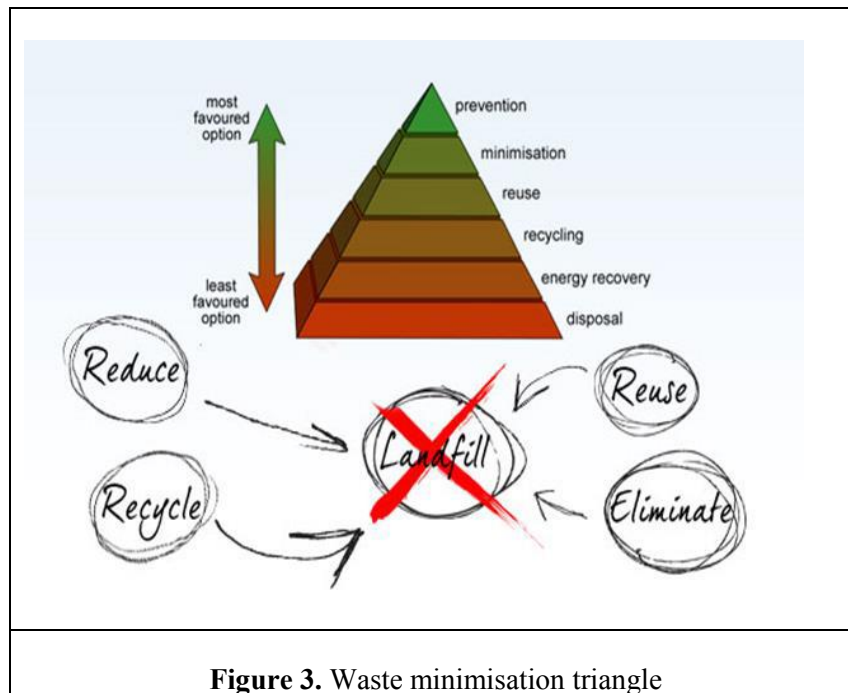 most
favoured
option
prevention
minimisation
reuse
recycling
energy recovery
least
favoured
option
disposal
Reduce
Reuse
Landfill
Recycle
Eliminate
Figure 3. Waste minimisation triangle